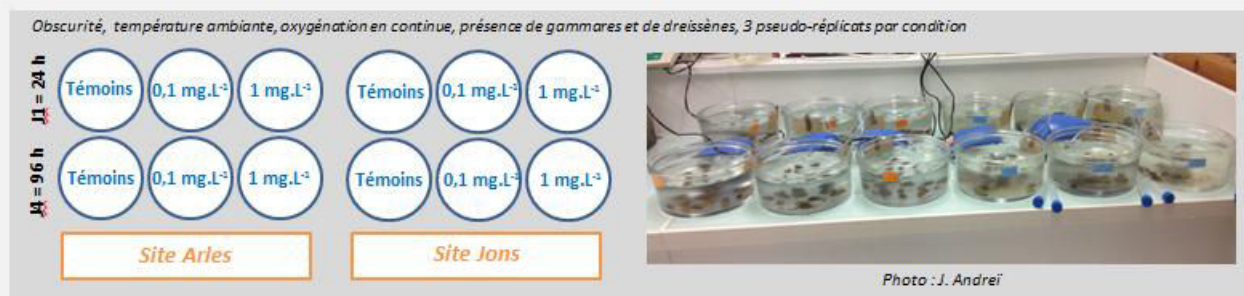 Obscurité, température ambiante, oxygénation en continue, présence de gammares et de dreissènes, 3 pseudo-réplicats par condition
J1 = 24 h
Témoins 0,1 mg.L⁻¹ 1 mg.L⁻¹ Témoins 0,1 mg.L⁻¹ 1 mg.L⁻¹
J4 = 96 h
Témoins 0,1 mg.L⁻¹ 1 mg.L⁻¹ Témoins 0,1 mg.L⁻¹ 1 mg.L⁻¹
Site Arles Site Jons
Photo : J. Andreï